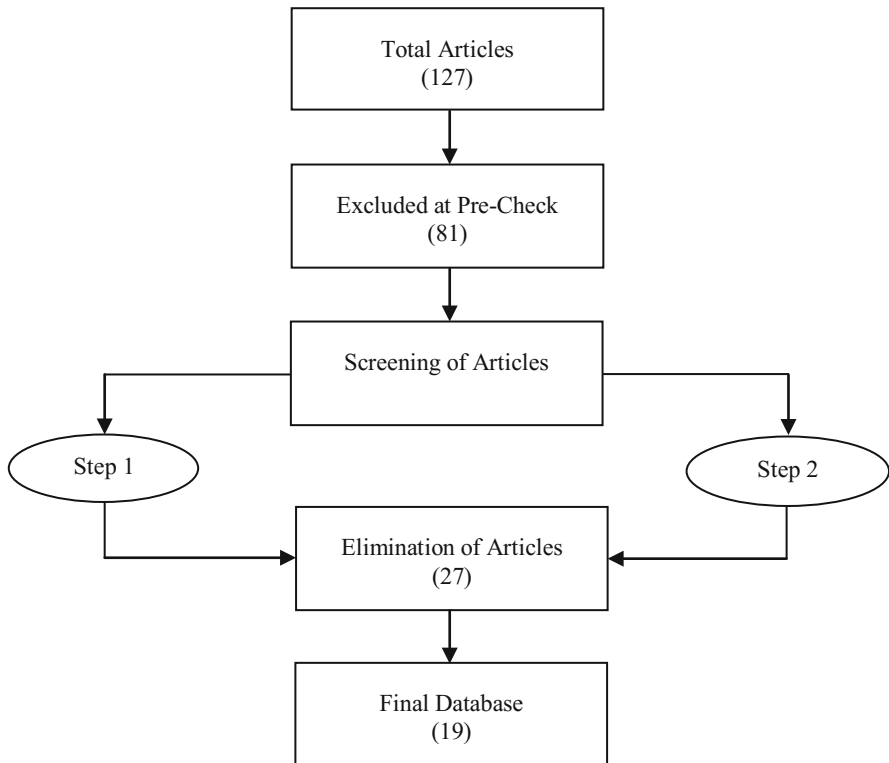 Total Articles
(127)
Excluded at Pre-Check
(81)
Screening of Articles
Step 1
Step 2
Elimination of Articles
(27)
Final Database
(19)